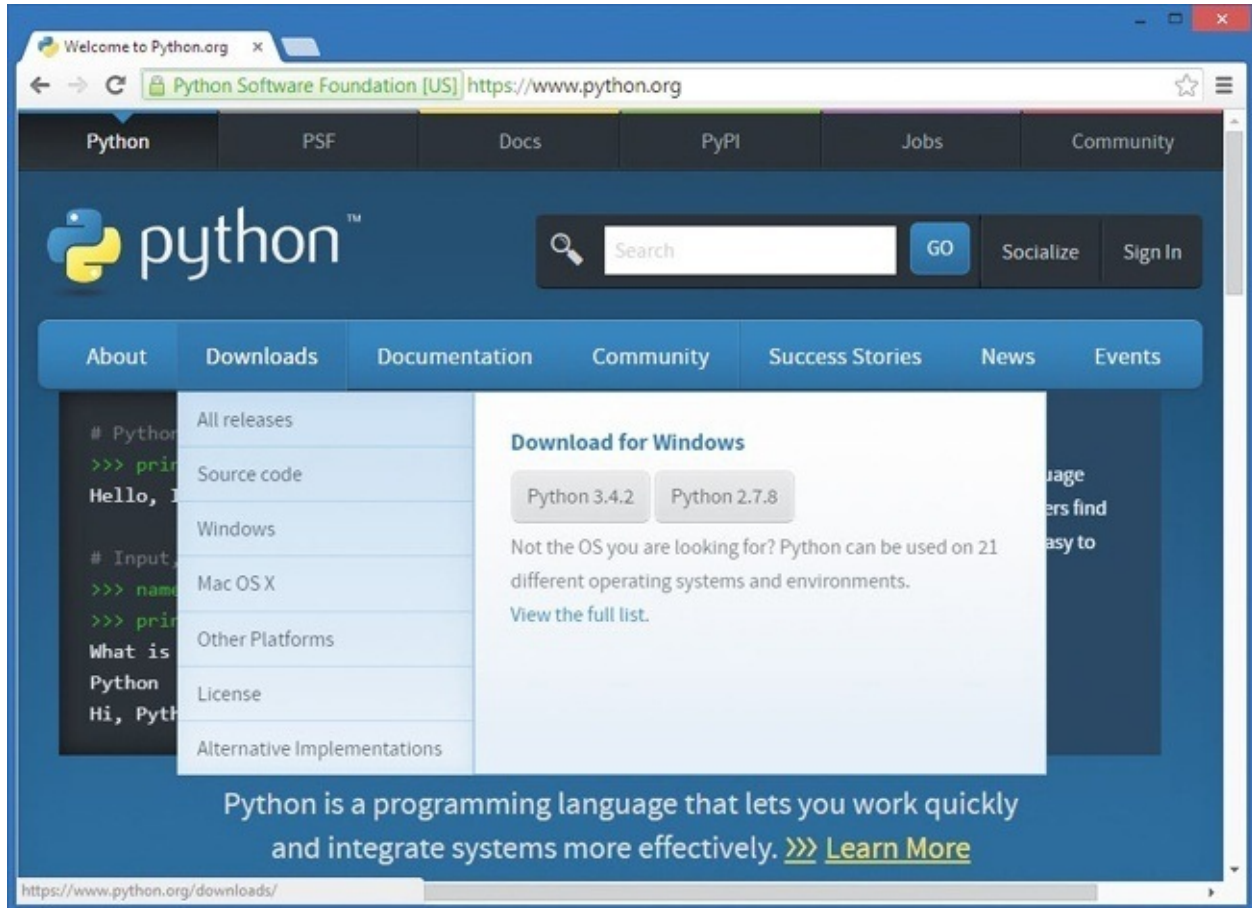 Welcome to Python.org
Python Software Foundation [US] https://www.python.org
Python PSF Docs PyPI Jobs Community
python™
Search GO Socialize Sign In
About Downloads Documentation Community Success Stories News Events
All releases
Source code
Windows
Mac OS X
Other Platforms
License
Alternative Implementations
Download for Windows
Python 3.4.2 Python 2.7.8
Not the OS you are looking for? Python can be used on 21
different operating systems and environments.
View the full list.
>>>
Hello,
# Input,
>>> name
>>>
What is
Python
Hi,
find
to
Python is a programming language that lets you work quickly
and integrate systems more effectively. >>> Learn More
https://www.python.org/downloads/